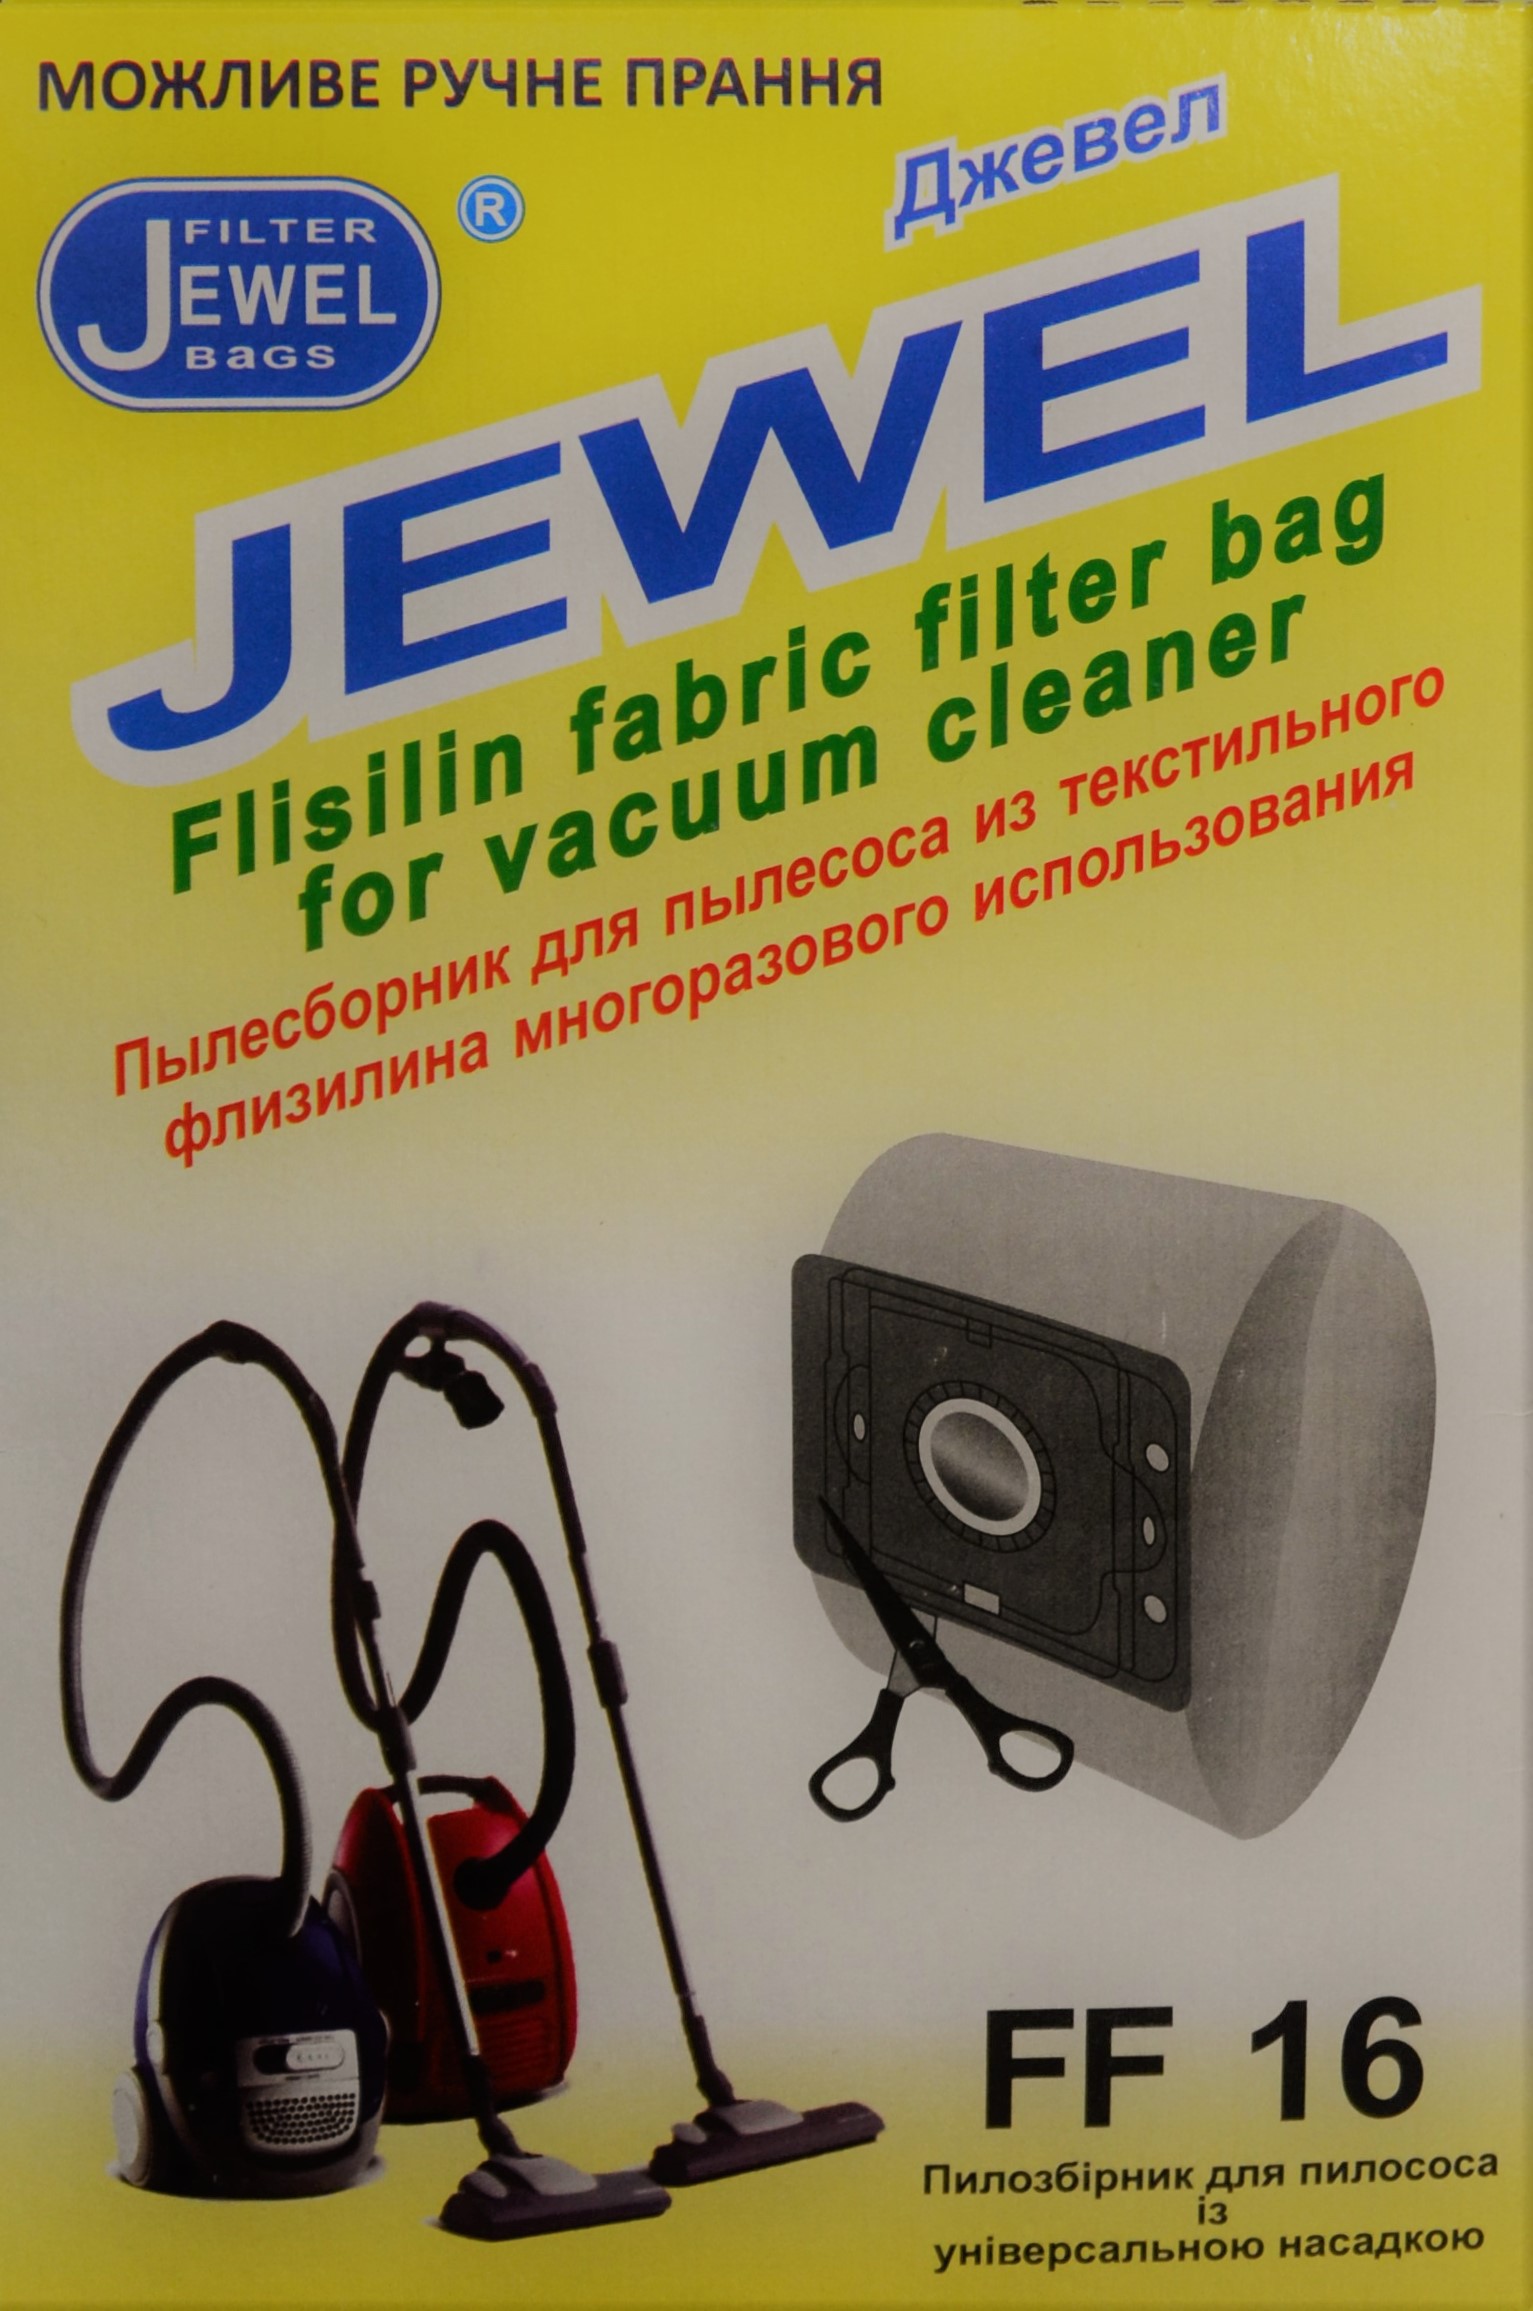 МОЖЛИВЕ РУЧНЕ ПРАННЯ
Джевел
FILTER
JEWEL
BaGS
®
JEWEL
Flisilin fabric filter bag
for vacuum cleaner
Пылесборник для пылесоса из текстильного
флизилина многоразового использования
FF 16
Пилозбірник для пилососа
із
універсальною насадкою